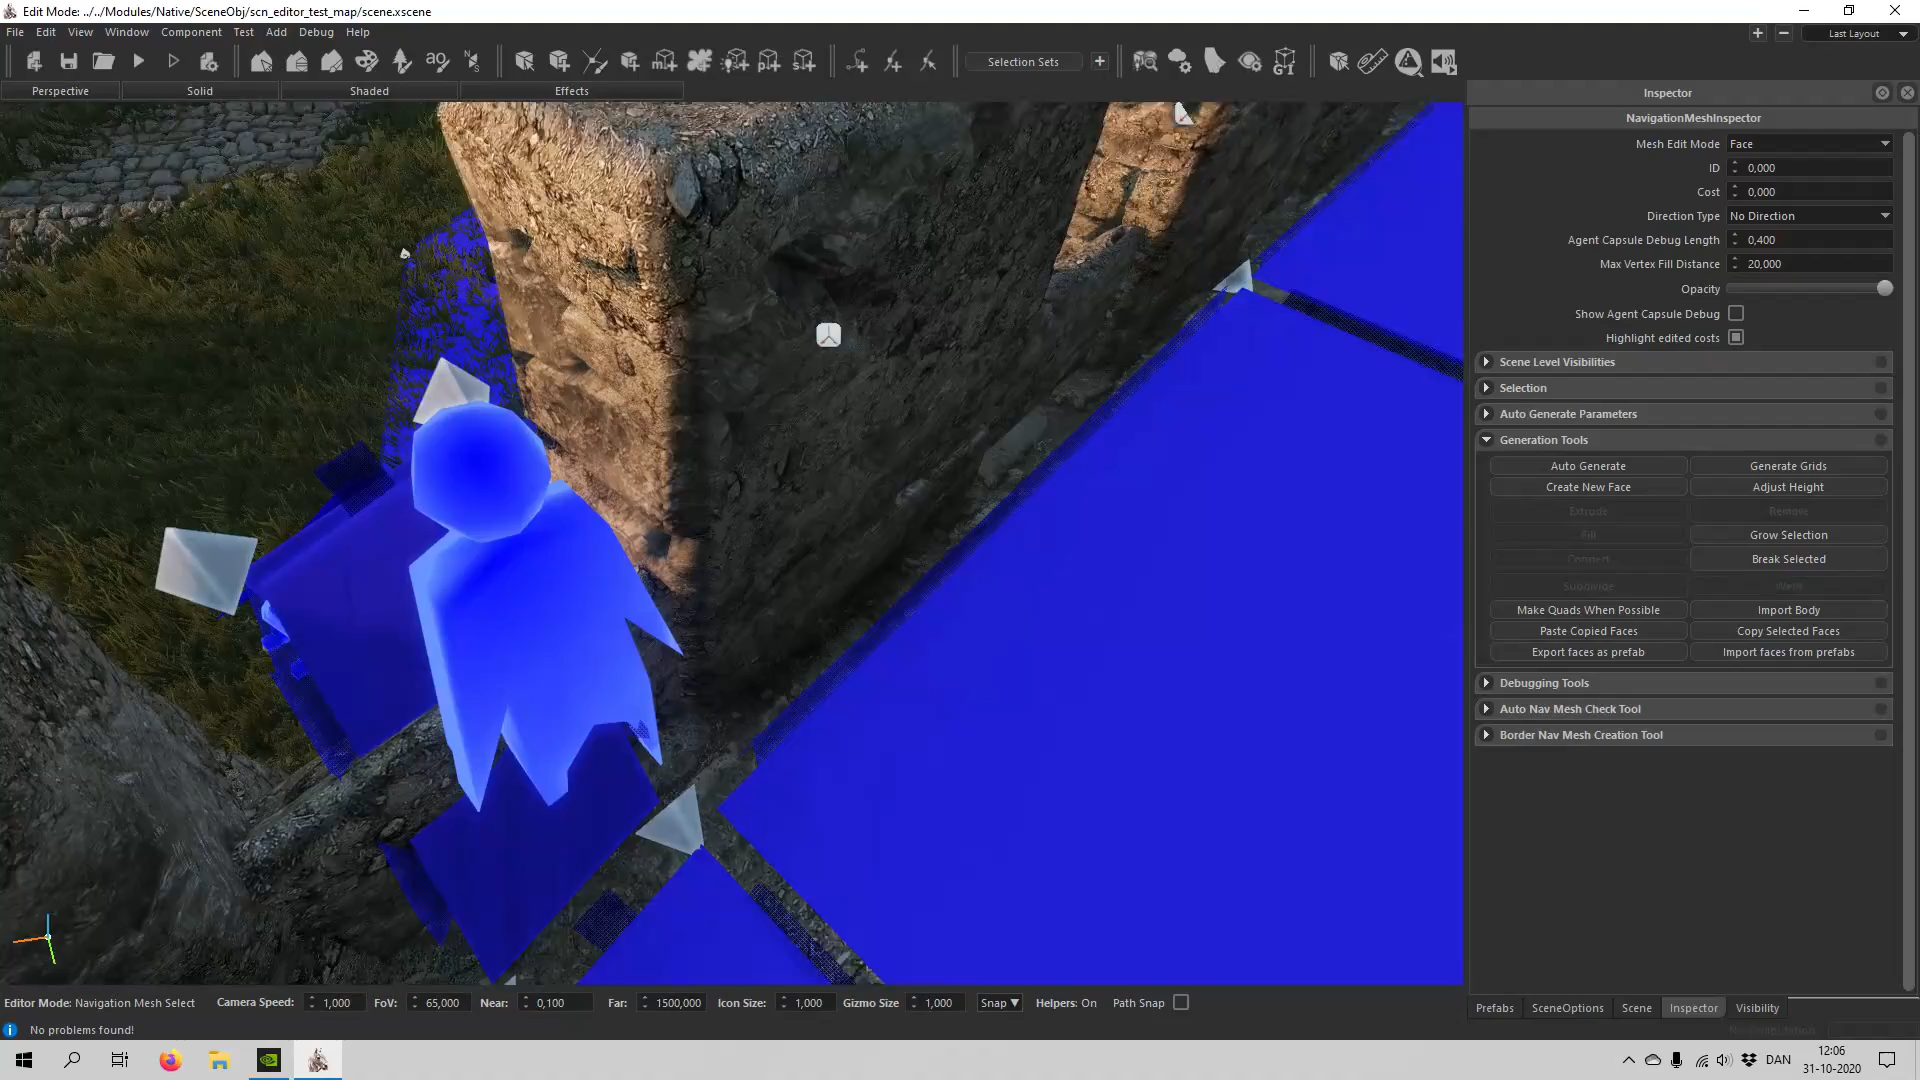 Edit Mode: ../../Modules/Native/SceneObj/scn_editor_test_map/scene.xscene
File Edit View Window Component Test Add Debug Help
Last Layout
Selection Sets
ao
GI
Perspective Solid Shaded Effects
Inspector
NavigationMeshInspector
Mesh Edit Mode Face
ID 0,000
Cost 0,000
Direction Type No Direction
Agent Capsule Debug Length 0,400
Max Vertex Fill Distance 20,000
Opacity
Show Agent Capsule Debug
Highlight edited costs
Scene Level Visibilities
Selection
Auto Generate Parameters
Generation Tools
Auto Generate Generate Grids
Create New Face Adjust Height
Extrude Remove
Fill Grow Selection
Connect Break Selected
Subdivide Weld
Make Quads When Possible Import Body
Paste Copied Faces Copy Selected Faces
Export faces as prefab Import faces from prefabs
Debugging Tools
Auto Nav Mesh Check Tool
Border Nav Mesh Creation Tool
Editor Mode: Navigation Mesh Select Camera Speed: 1,000 FoV: 65,000 Near: 0,100 Far: 1500,000 Icon Size: 1,000 Gizmo Size 1,000 Snap Helpers: On Path Snap
Prefabs SceneOptions Scene Inspector Visibility
No problems found!
DAN
12:06
31-10-2020